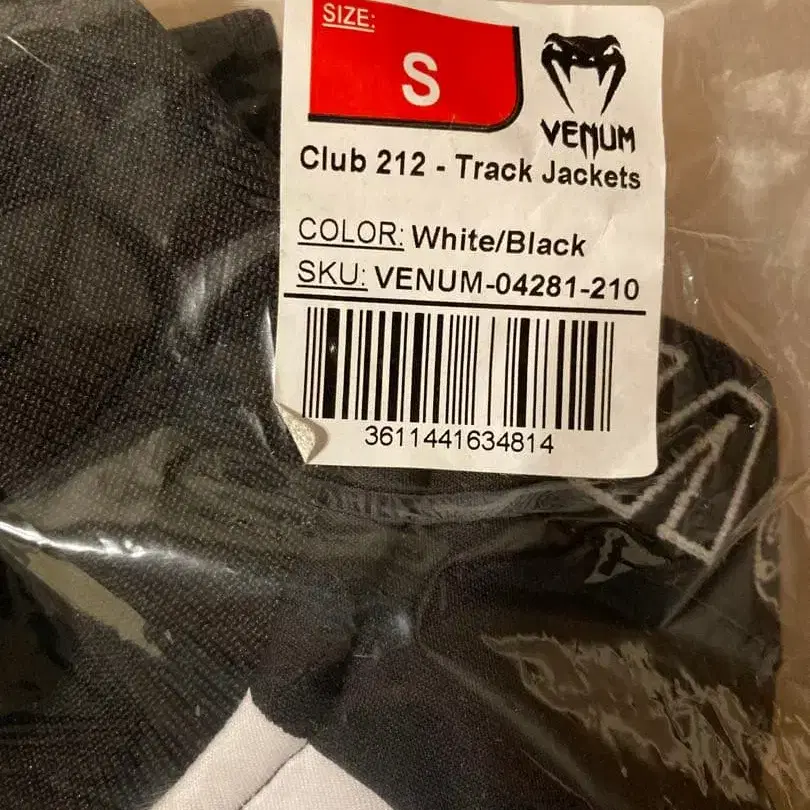 SIZE:
S
VENUM
Club 212 - Track Jackets
COLOR: White/Black
SKU: VENUM-04281-210
3611441634814